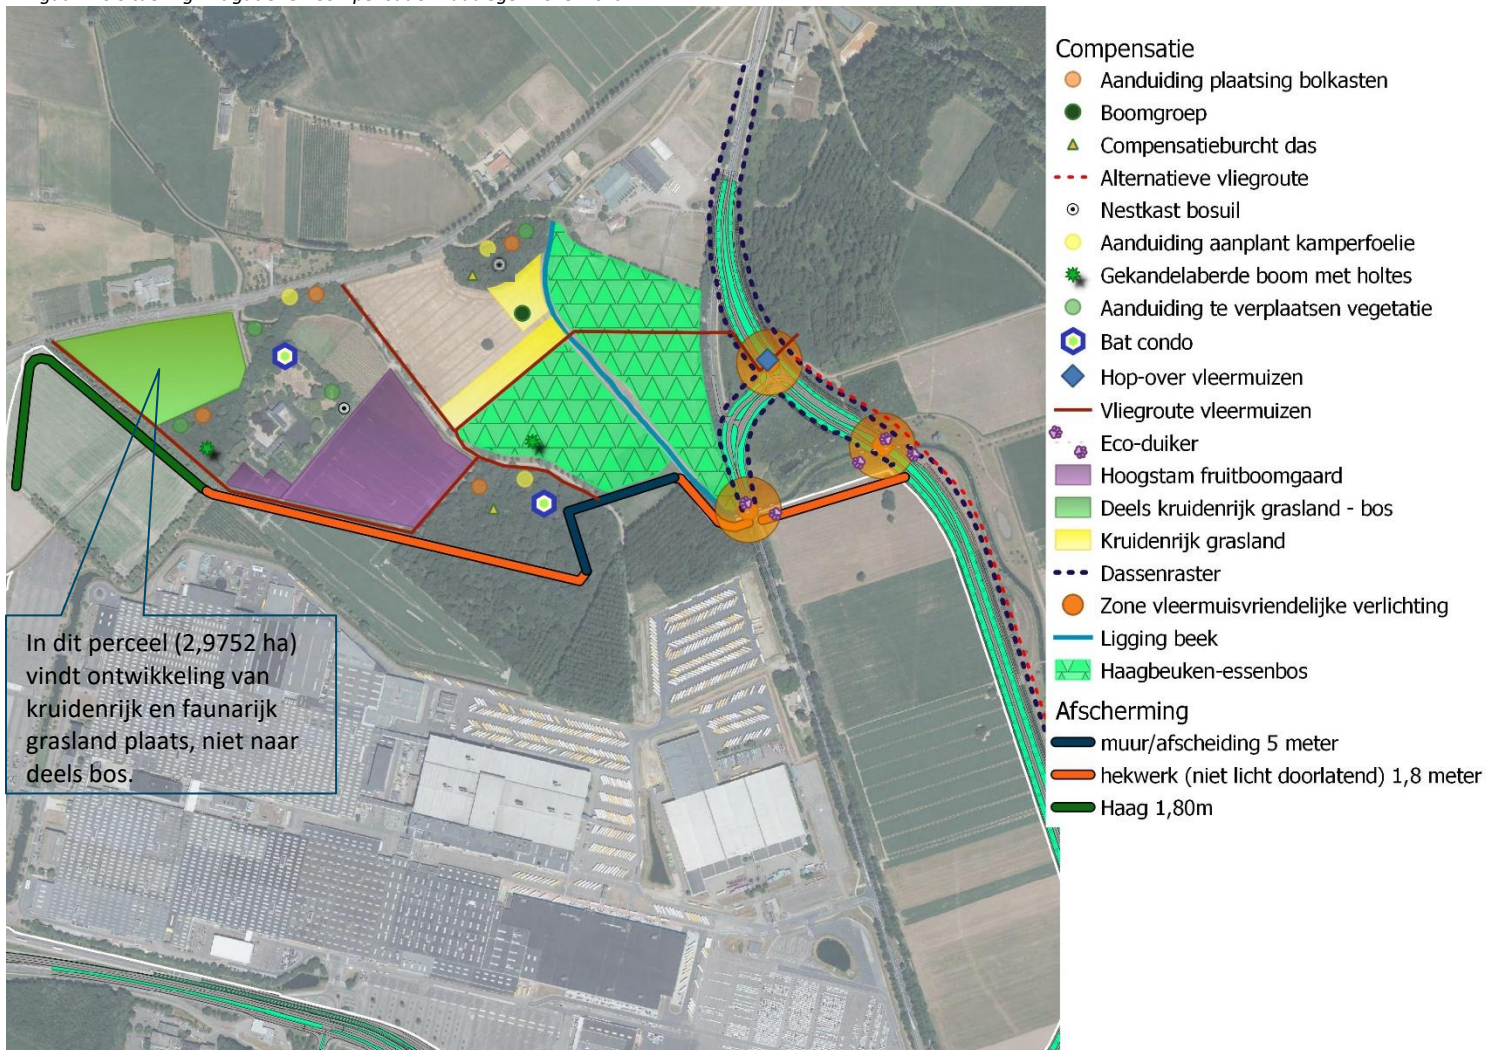 Compensatie
Aanduiding plaatsing bolkasten
Boomgroep
Compensatieburcht das
Alternatieve vliegroute
Nestkast bosuil
Aanduiding aanplant kamperfoelie
Gekandelaberde boom met holtes
Aanduiding te verplaatsen vegetatie
Bat condo
Hop-over vleermuizen
Vliegroute vleermuizen
Eco-duiker
Hoogstam fruitboomgaard
Deels kruidenrijk grasland - bos
Kruidenrijk grasland
Dassenraster
Zone vleermuisvriendelijke verlichting
Ligging beek
Haagbeuken-essenbos
Afscherming
muur/afscheiding 5 meter
hekwerk (niet licht doorlatend) 1,8 meter
Haag 1,80m
In dit perceel (2,9752 ha)
vindt ontwikkeling van
kruidenrijk en faunarijk
grasland plaats, niet naar
deels bos.